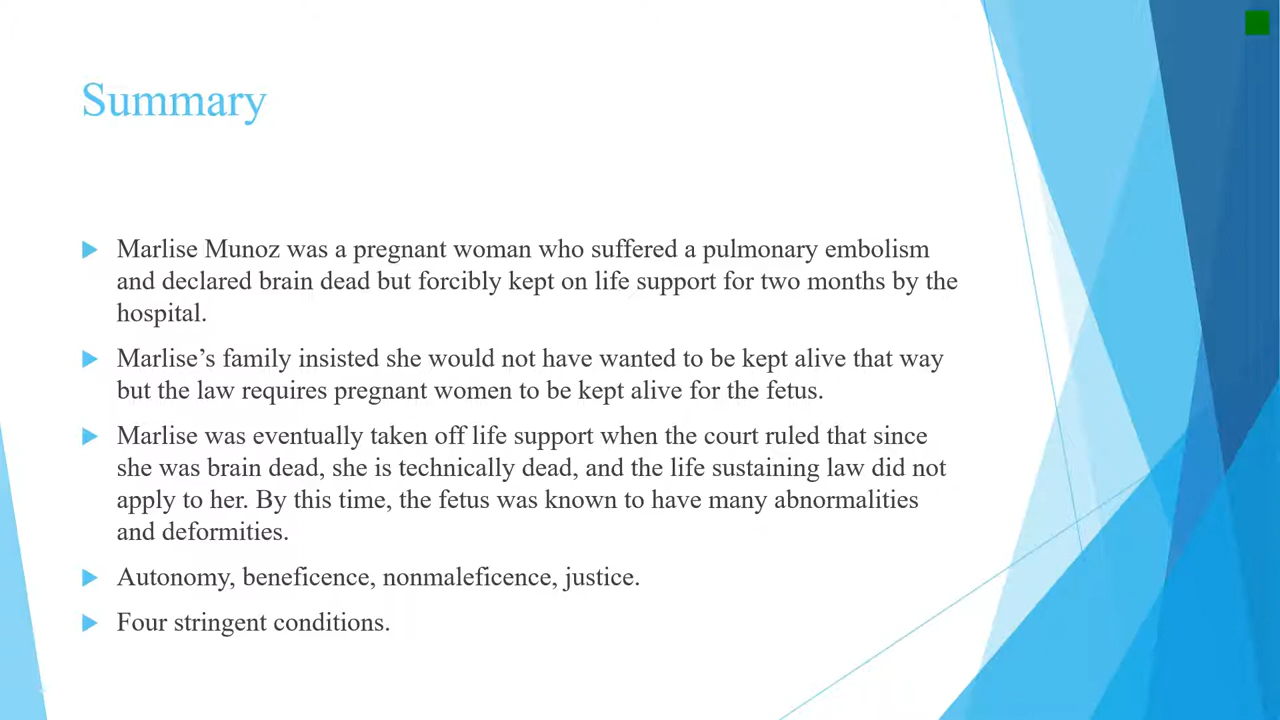 Summary
Marlise Munoz was a pregnant woman who suffered a pulmonary embolism
and declared brain dead but forcibly kept on life support for two months by the
hospital.
Marlise’s family insisted she would not have wanted to be kept alive that way
but the law requires pregnant women to be kept alive for the fetus.
Marlise was eventually taken off life support when the court ruled that since
she was brain dead, she is technically dead, and the life sustaining law did not
apply to her. By this time, the fetus was known to have many abnormalities
and deformities.
Autonomy, beneficence, nonmaleficence, justice.
Four stringent conditions.